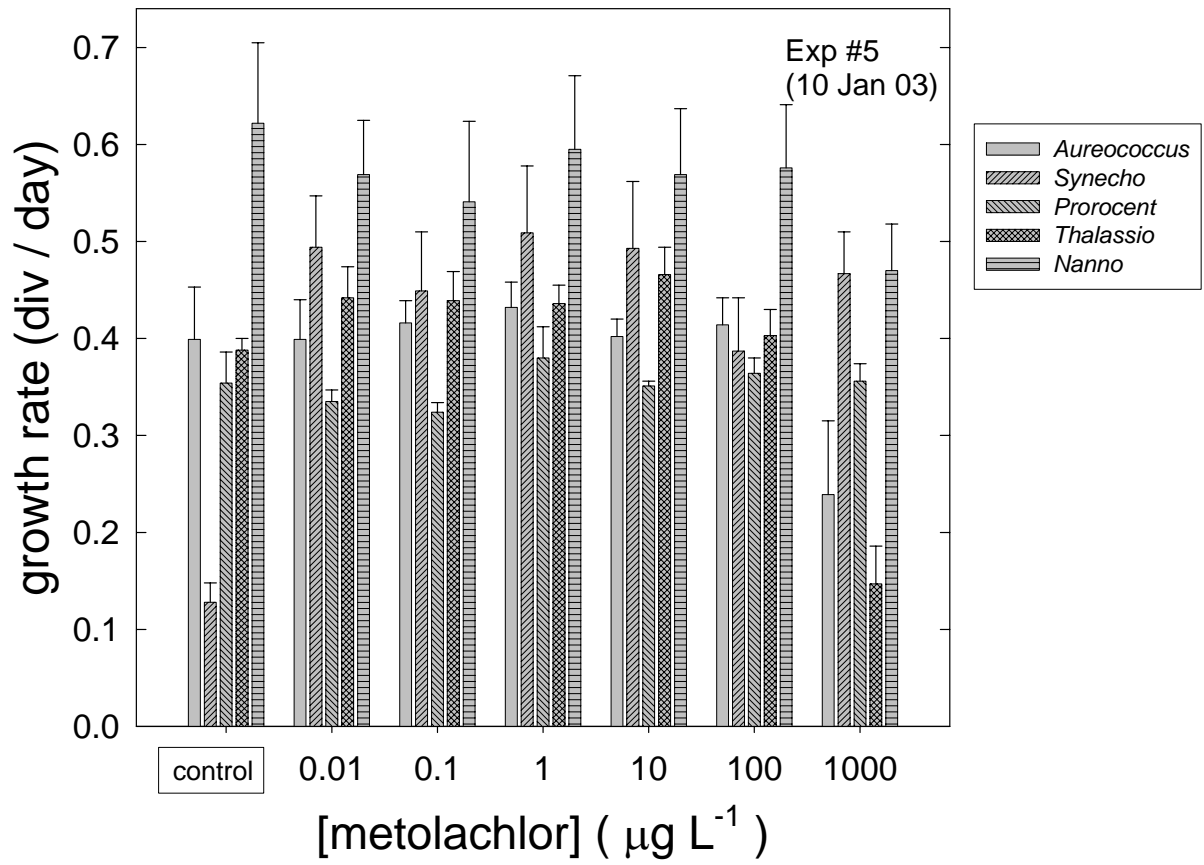 Exp #5
(10 Jan 03)
growth rate (div / day)
0.7
0.6
0.5
0.4
0.3
0.2
0.1
0.0
control 0.01 0.1 1 10 100 1000
[metolachlor] ( μg L⁻¹ )
Aureococcus
Synecho
Prorocent
Thalassio
Nanno